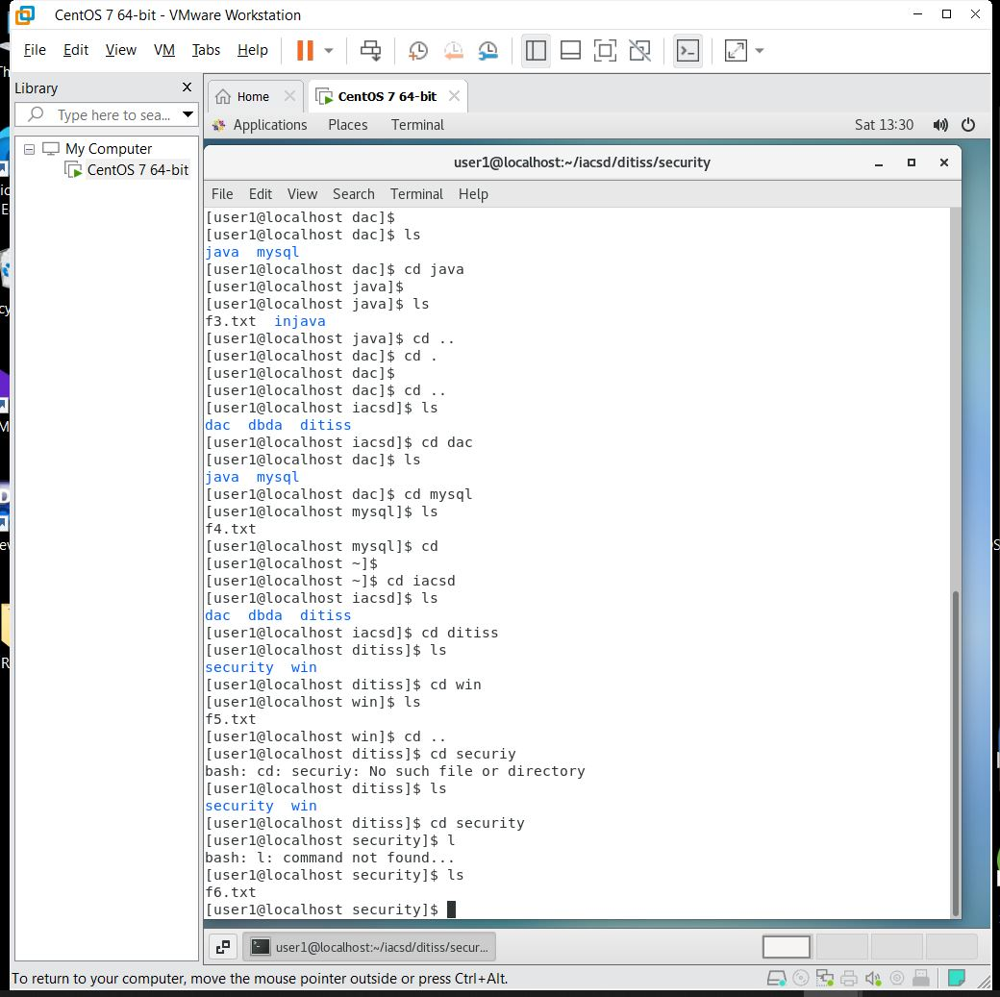 CentOS 7 64-bit - VMware Workstation
File Edit View VM Tabs Help
Library
Type here to sea...
My Computer
CentOS 7 64-bit
Home
CentOS 7 64-bit
Applications Places Terminal Sat 13:30
user1@localhost:~/iacsd/ditiss/security
File Edit View Search Terminal Help
[user1@localhost dac]$
[user1@localhost dac]$ ls
java  mysql
[user1@localhost dac]$ cd java
[user1@localhost java]$
[user1@localhost java]$ ls
f3.txt  injava
[user1@localhost java]$ cd ..
[user1@localhost dac]$ cd .
[user1@localhost dac]$
[user1@localhost dac]$ cd ..
[user1@localhost iacsd]$ ls
dac  dbda  ditiss
[user1@localhost iacsd]$ cd dac
[user1@localhost dac]$ ls
java  mysql
[user1@localhost dac]$ cd mysql
[user1@localhost mysql]$ ls
f4.txt
[user1@localhost mysql]$ cd
[user1@localhost ~]$
[user1@localhost ~]$ cd iacsd
[user1@localhost iacsd]$ ls
dac  dbda  ditiss
[user1@localhost iacsd]$ cd ditiss
[user1@localhost ditiss]$ ls
security  win
[user1@localhost ditiss]$ cd win
[user1@localhost win]$ ls
f5.txt
[user1@localhost win]$ cd ..
[user1@localhost ditiss]$ cd securiy
bash: cd: securiy: No such file or directory
[user1@localhost ditiss]$ ls
security  win
[user1@localhost ditiss]$ cd security
[user1@localhost security]$ l
bash: l: command not found...
[user1@localhost security]$ ls
f6.txt
[user1@localhost security]$
user1@localhost:~/iacsd/ditiss/secur...
To return to your computer, move the mouse pointer outside or press Ctrl+Alt.